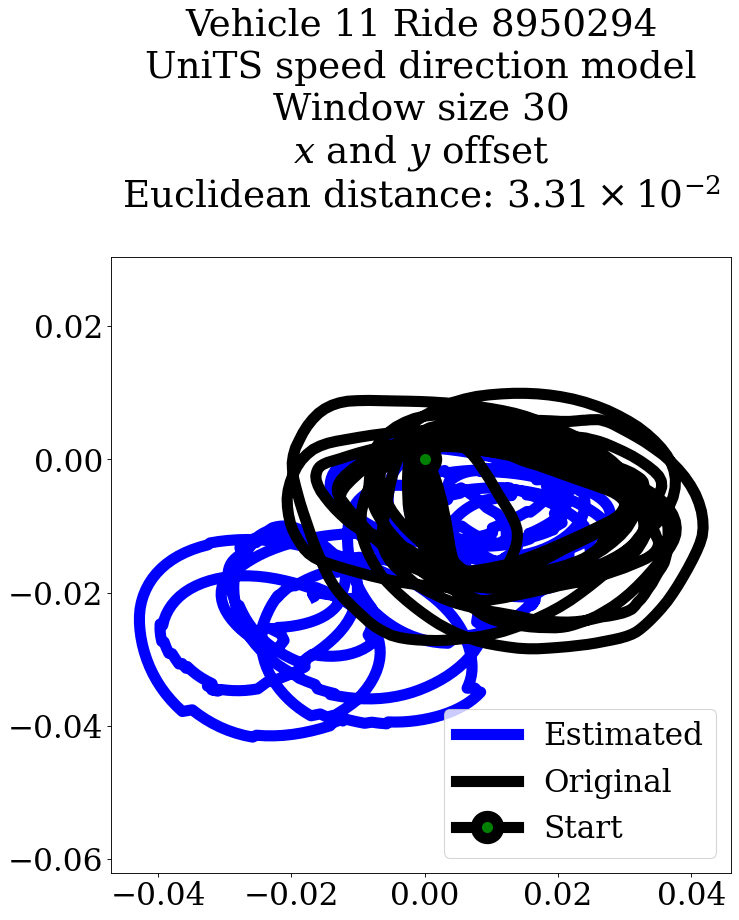 Vehicle 11 Ride 8950294
UniTS speed direction model
Window size 30
x and y offset
Euclidean distance: 3.31 × 10⁻²
0.02
0.00
−0.02
−0.04
−0.06
Estimated
Original
Start
−0.04 −0.02 0.00 0.02 0.04